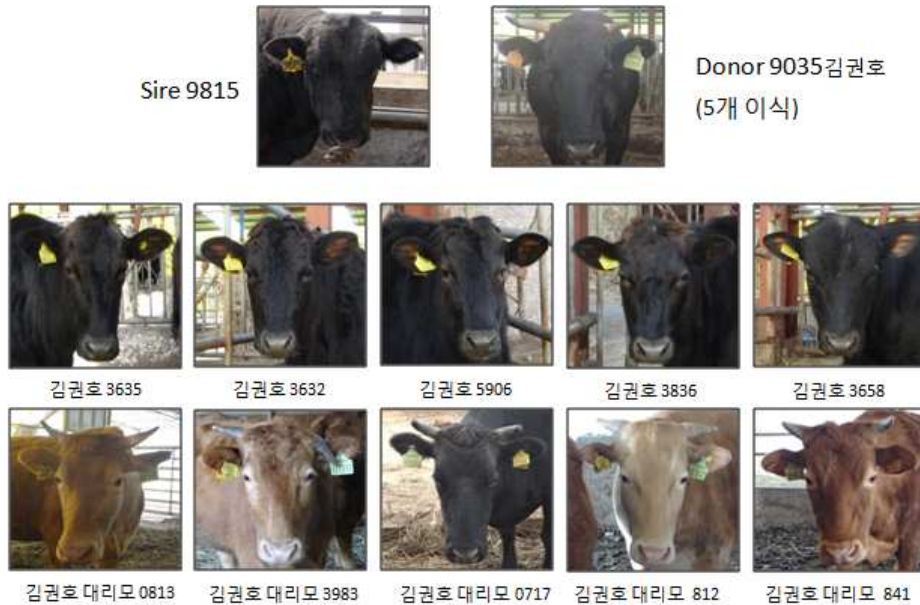 Sire 9815
Donor 9035김권호
(5개 이식)
김권호 3635
김권호 3632
김권호 5906
김권호 3836
김권호 3658
김권호 대리모 0813
김권호 대리모 3983
김권호 대리모 0717
김권호 대리모 812
김권호 대리모 841